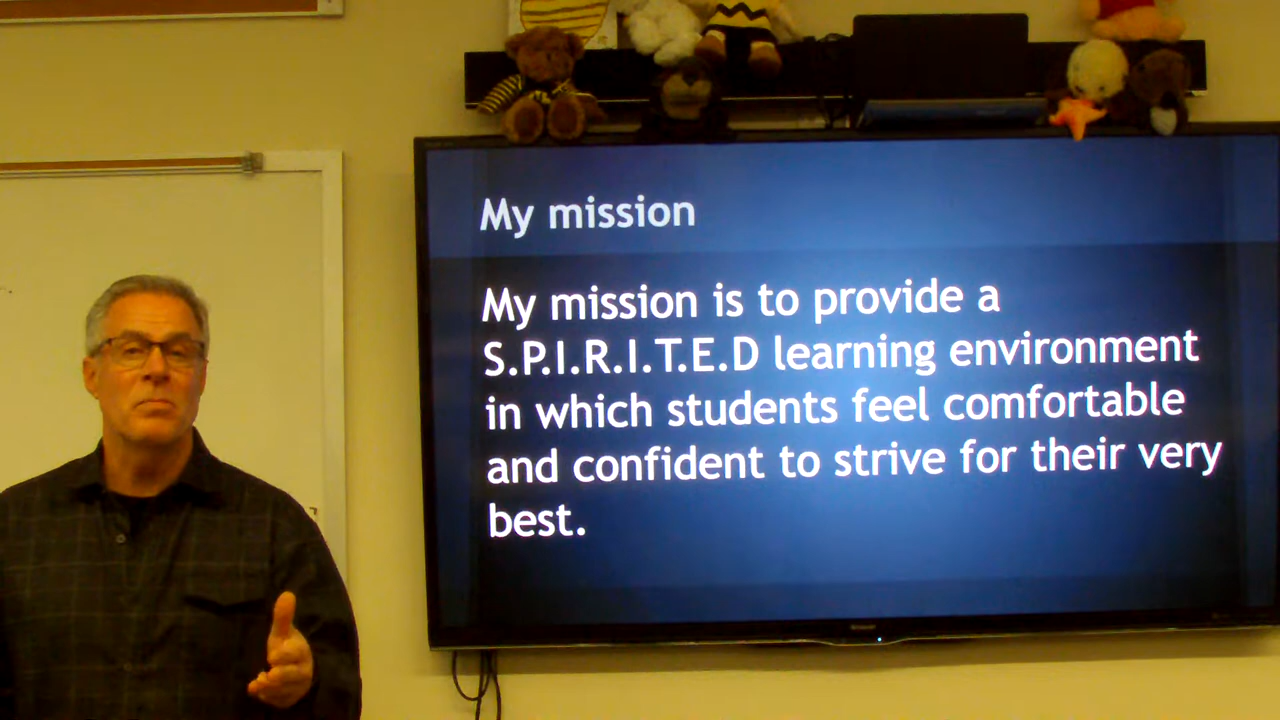 My mission
My mission is to provide a
S.P.I.R.I.T.E.D learning environment
in which students feel comfortable
and confident to strive for their very
best.